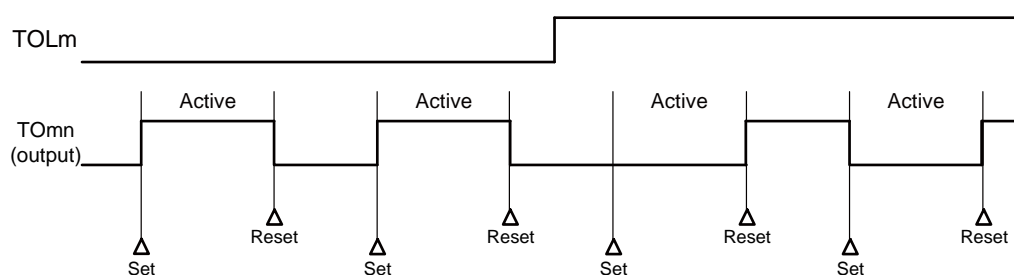 TOLm
Active Active Active Active
TOmn
(output)
Reset Reset Reset Reset
Set Set Set Set